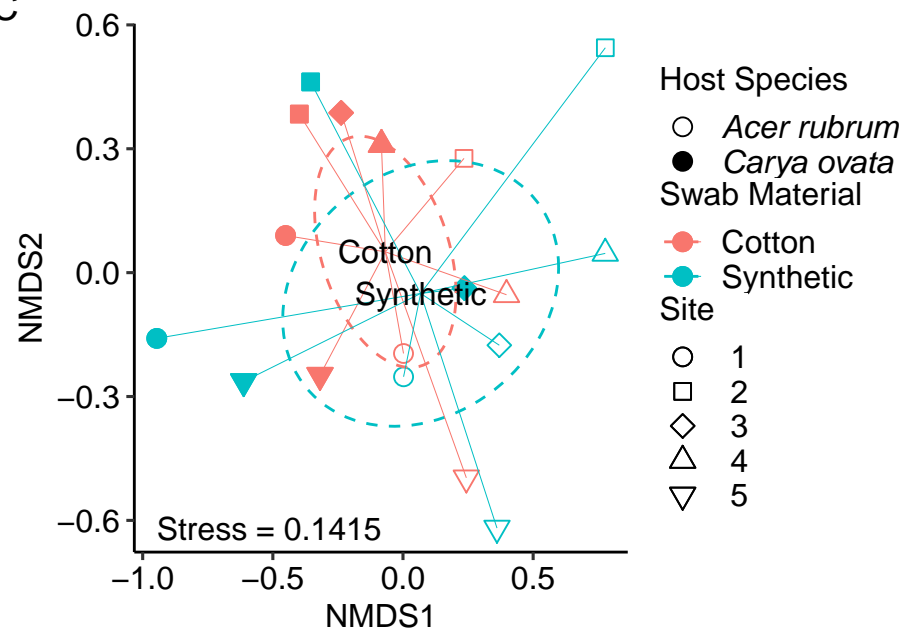 0.6
0.3
0.0
−0.3
−0.6
NMDS2
Cotton
Synthetic
Stress = 0.1415
−1.0 −0.5 0.0 0.5
NMDS1
Host Species
Acer rubrum
Carya ovata
Swab Material
Cotton
Synthetic
Site
1
2
3
4
5